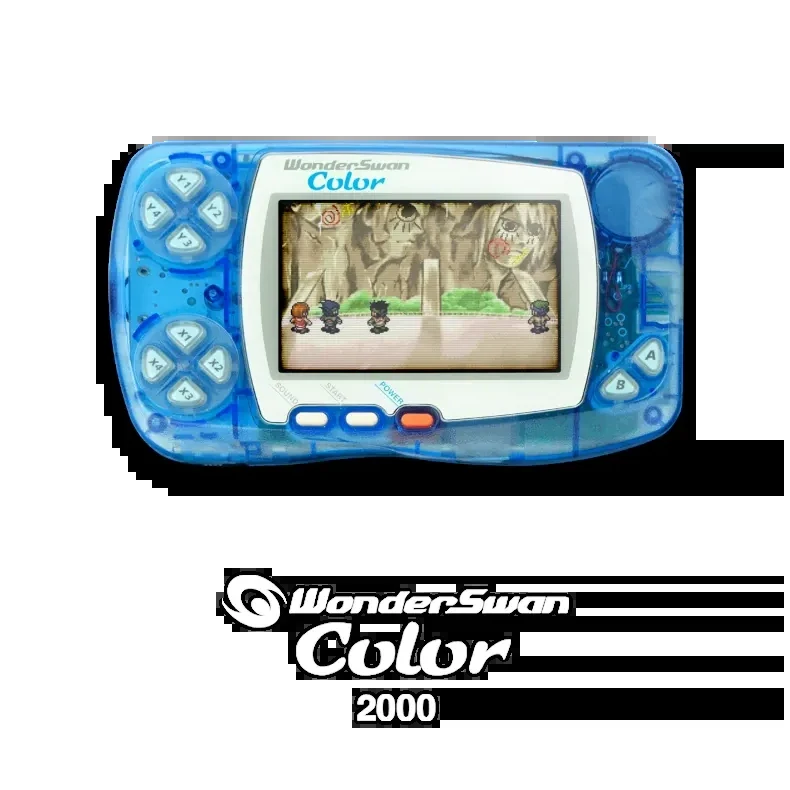 WonderSwan
Color
Y1
Y2
Y3
Y4
X1
X2
X3
X4
A
B
SOUND
START
POWER
WonderSwan
Color
2000